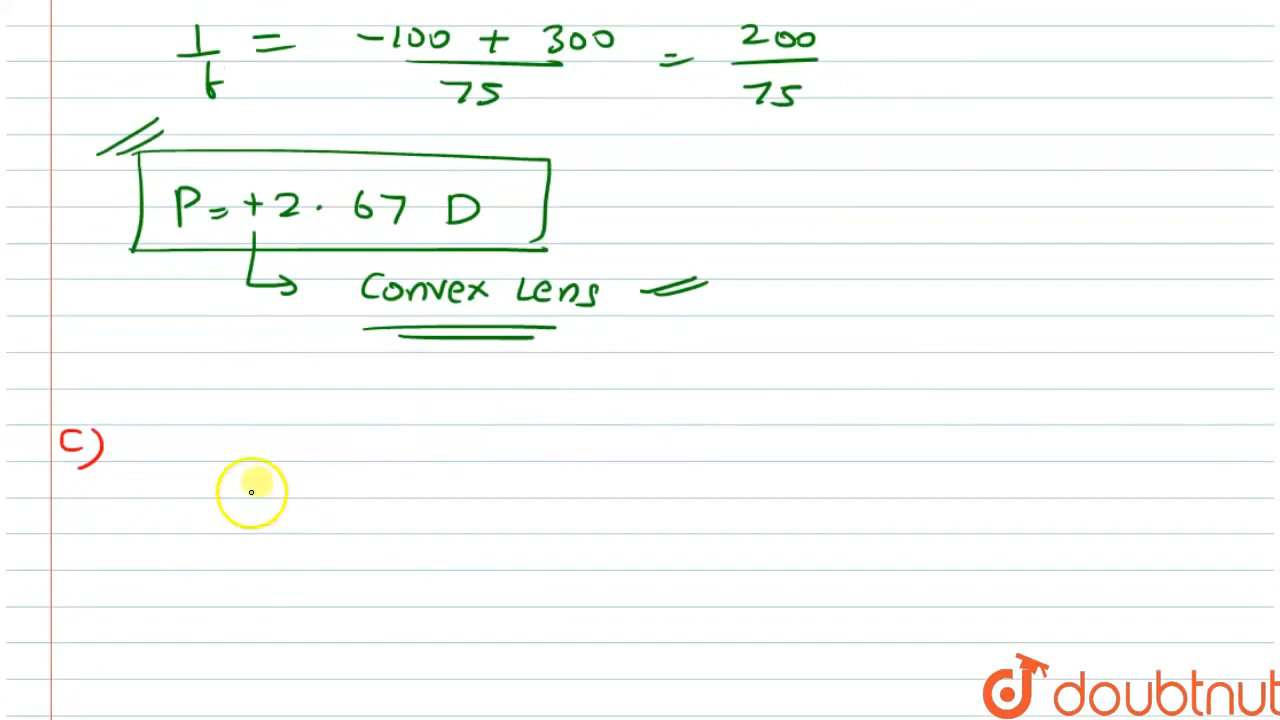 1/f = -100 + 300 / 75 = 200/75
P = +2.67 D
Convex Lens
C)
doubtnut